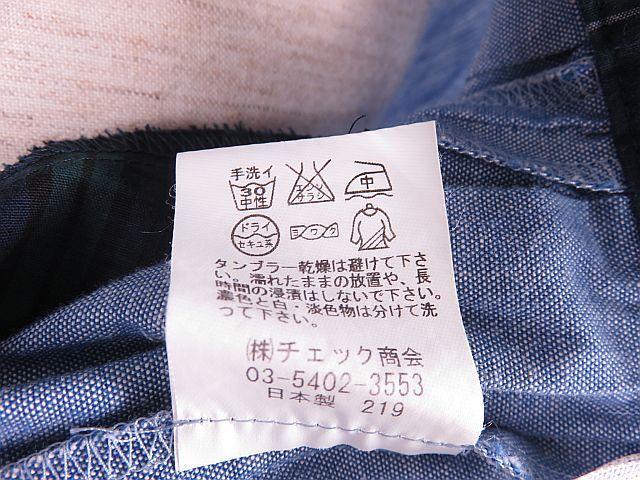 手洗イ
30
中性
エンソ
サラシ
中
ドライ
セキユ系
ヨワク
タンブラー乾燥は避けて下さ
い。濡れたままの放置や、長
時間の浸漬はしないで下さい。
濃色と白・淡色物は分けて洗
って下さい。
㈱チェック商会
03-5402-3553
日本製 219